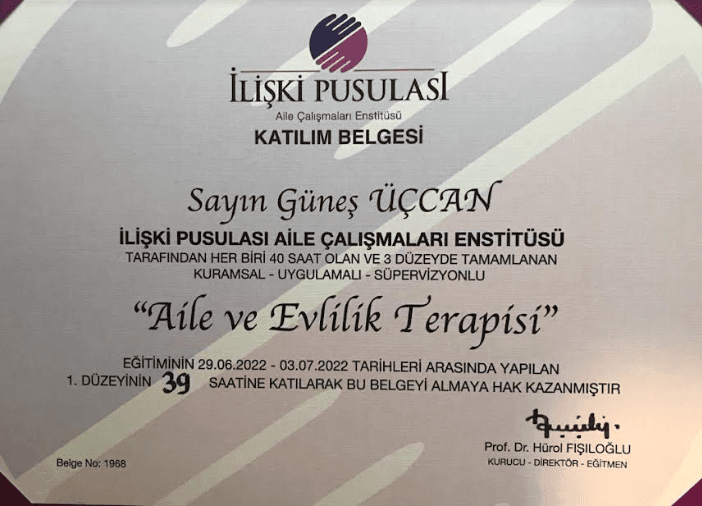 İLİŞKİ PUSULASI
Aile Çalışmaları Enstitüsü
KATILIM BELGESİ
Sayın Güneş ÜÇCAN
İLİŞKİ PUSULASI AİLE ÇALIŞMALARI ENSTİTÜSÜ
TARAFINDAN HER BİRİ 40 SAAT OLAN VE 3 DÜZEYDE TAMAMLANAN
KURAMSAL - UYGULAMALI - SÜPERVİZYONLU
“Aile ve Evlilik Terapisi”
EĞİTİMİNİN 29.06.2022 - 03.07.2022 TARİHLERİ ARASINDA YAPILAN
1. DÜZEYİNİN 39 SAATİNE KATILARAK BU BELGEYİ ALMAYA HAK KAZANMIŞTIR
Prof. Dr. Hürol FIŞILOĞLU
KURUCU - DİREKTÖR - EĞİTMEN
Belge No: 1968